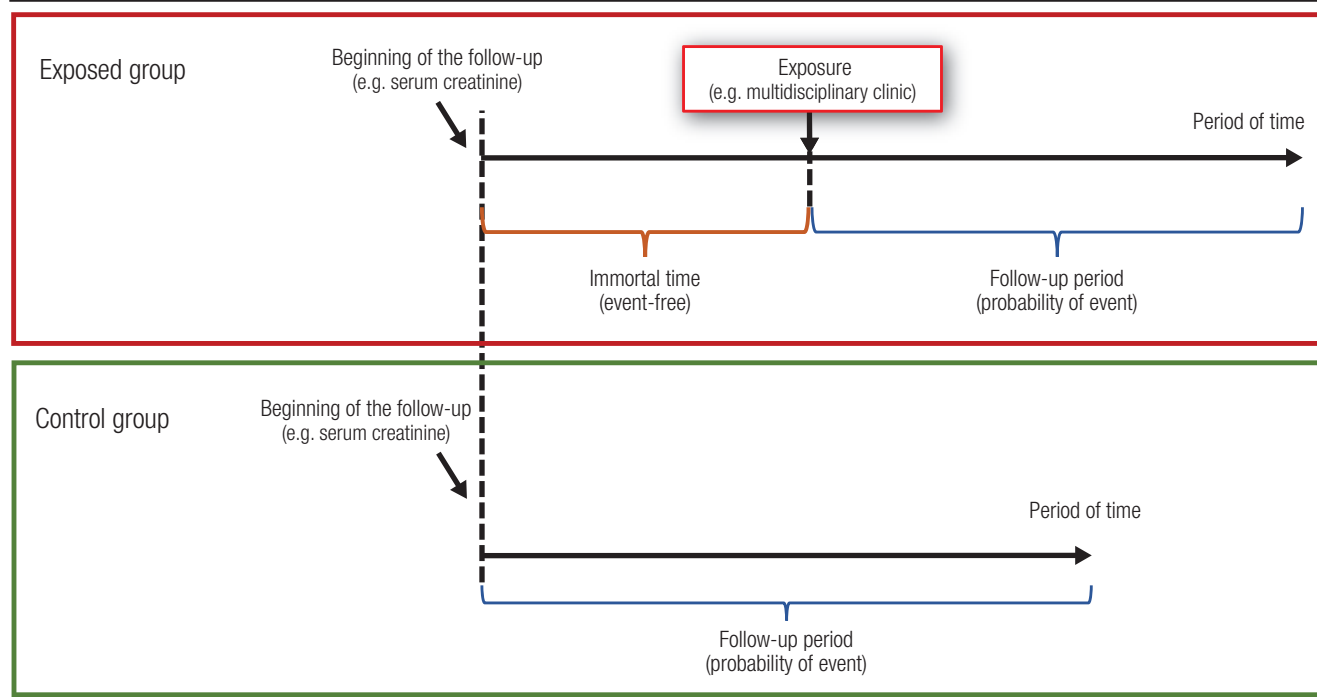 Exposed group
Beginning of the follow-up
(e.g. serum creatinine)
Exposure
(e.g. multidisciplinary clinic)
Period of time
Immortal time
(event-free)
Follow-up period
(probability of event)
Control group
Beginning of the follow-up
(e.g. serum creatinine)
Period of time
Follow-up period
(probability of event)